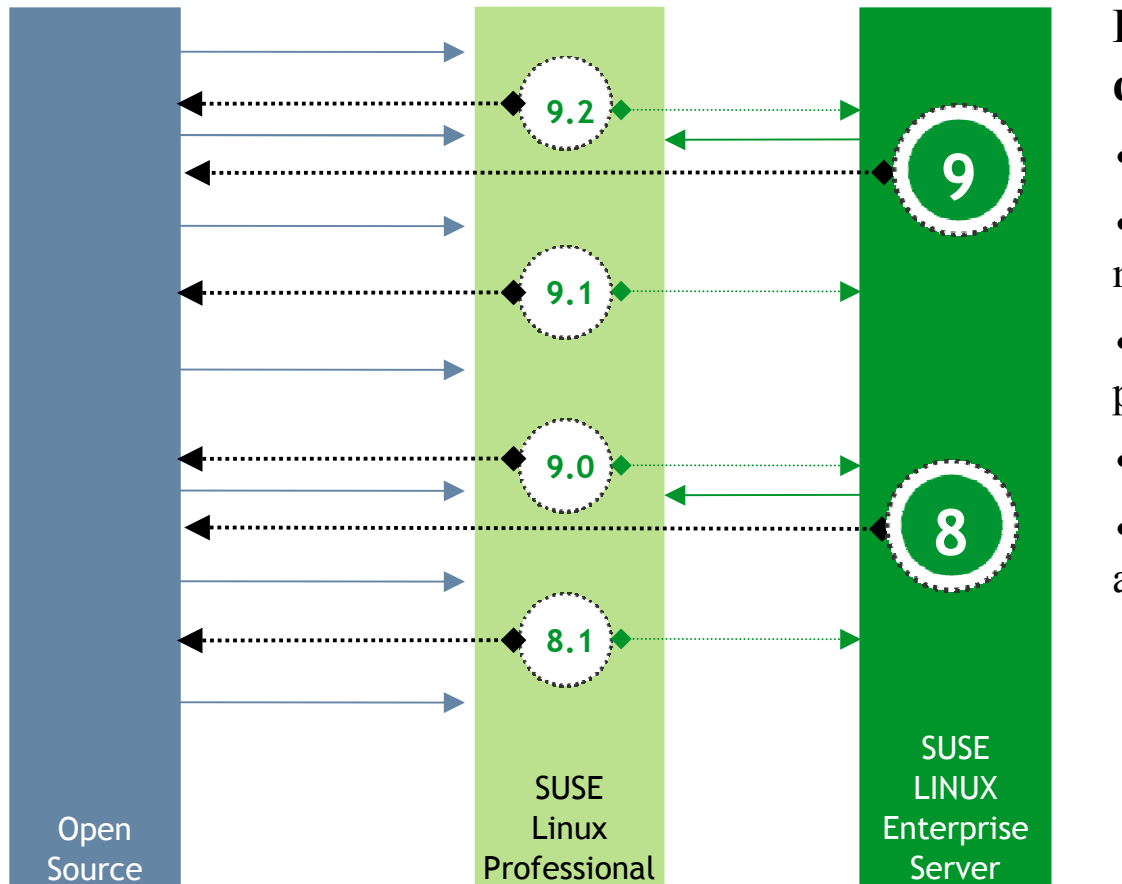 9.2
9
9.1
9.0
8
8.1
Open
Source
SUSE
Linux
Professional
SUSE
LINUX
Enterprise
Server
•
•
•
•
•